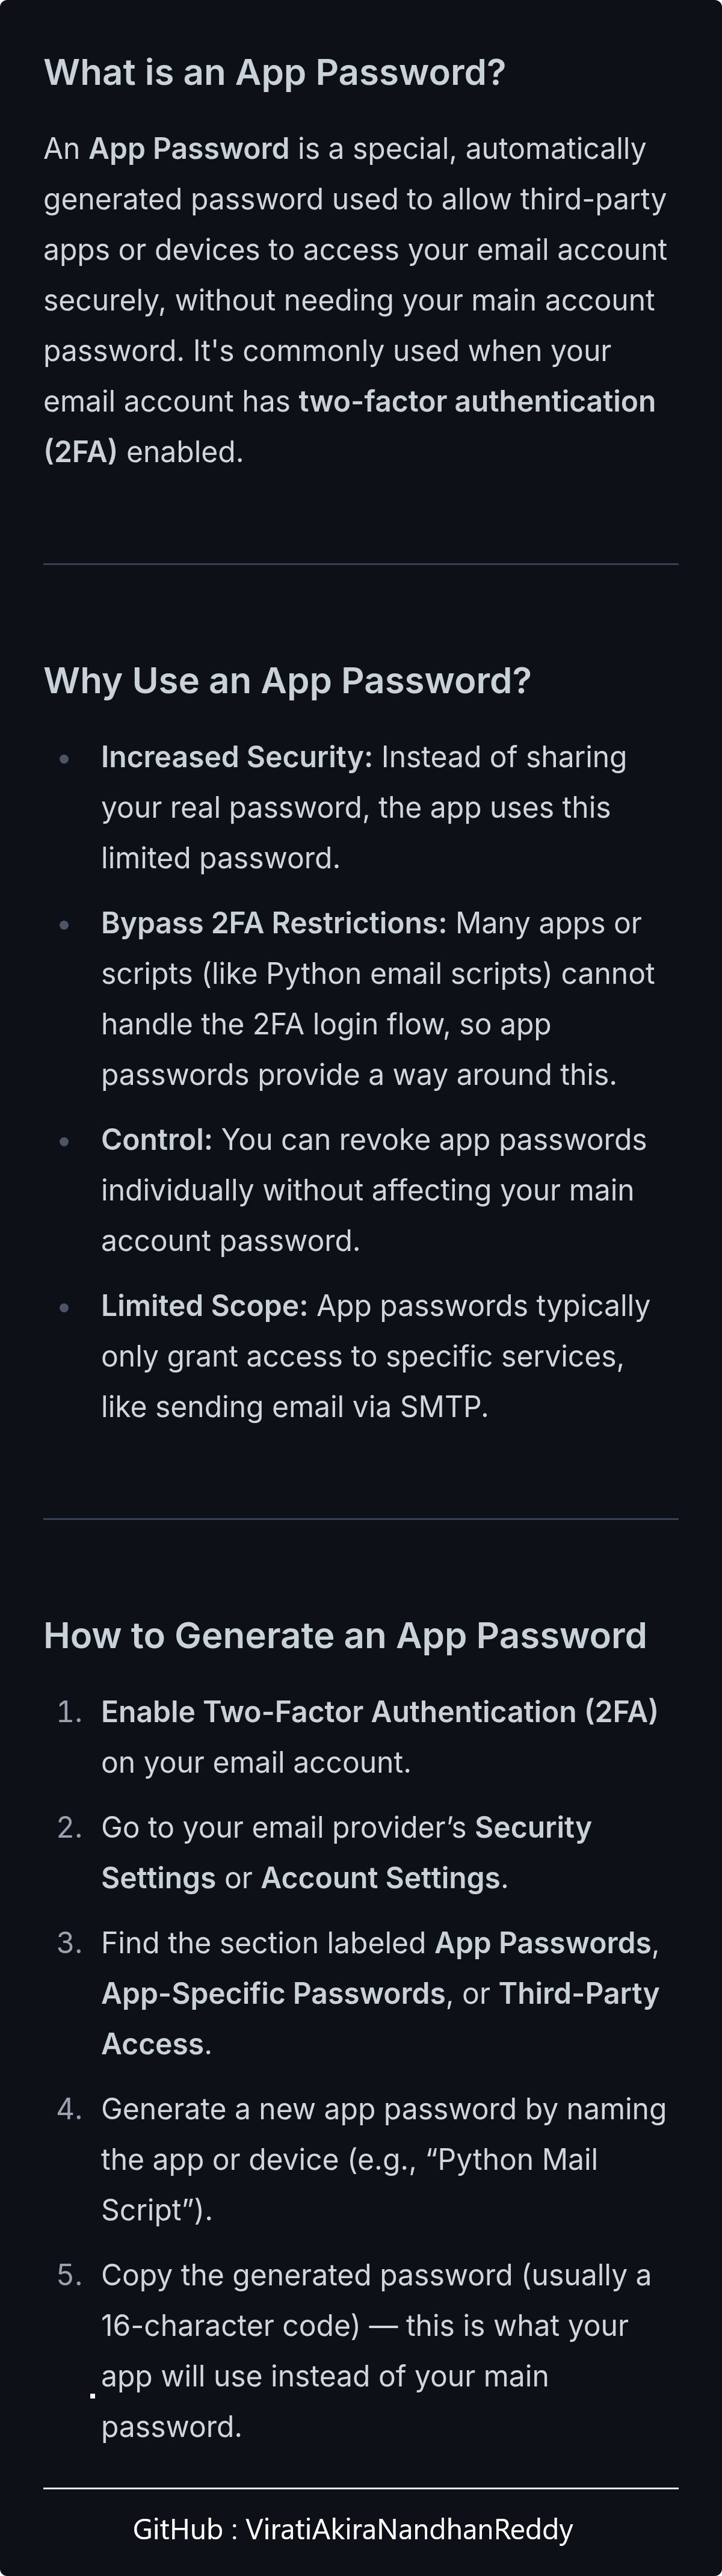 What is an App Password?
An App Password is a special, automatically
generated password used to allow third-party
apps or devices to access your email account
securely, without needing your main account
password. It's commonly used when your
email account has two-factor authentication
(2FA) enabled.
Why Use an App Password?
• Increased Security: Instead of sharing
your real password, the app uses this
limited password.
• Bypass 2FA Restrictions: Many apps or
scripts (like Python email scripts) cannot
handle the 2FA login flow, so app
passwords provide a way around this.
• Control: You can revoke app passwords
individually without affecting your main
account password.
• Limited Scope: App passwords typically
only grant access to specific services,
like sending email via SMTP.
How to Generate an App Password
1. Enable Two-Factor Authentication (2FA)
on your email account.
2. Go to your email provider’s Security
Settings or Account Settings.
3. Find the section labeled App Passwords,
App-Specific Passwords, or Third-Party
Access.
4. Generate a new app password by naming
the app or device (e.g., “Python Mail
Script”).
5. Copy the generated password (usually a
16-character code) — this is what your
app will use instead of your main
password.
GitHub : ViratiAkiraNandhanReddy